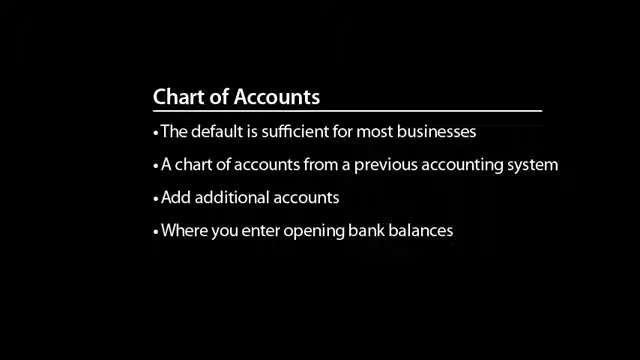 Chart of Accounts
• The default is sufficient for most businesses
• A chart of accounts from a previous accounting system
• Add additional accounts
• Where you enter opening bank balances